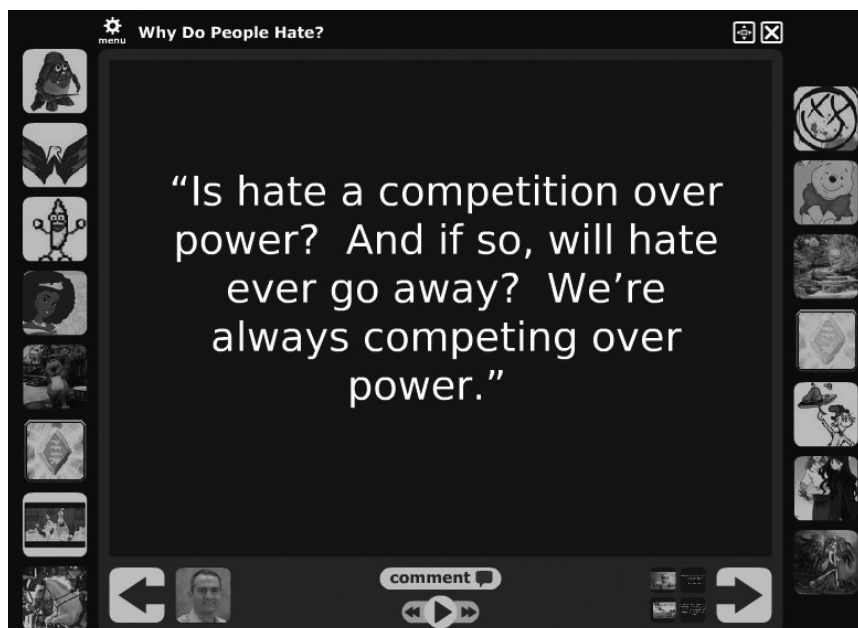 menu
Why Do People Hate?
“Is hate a competition over
power?  And if so, will hate
ever go away?  We’re
always competing over
power.”
comment